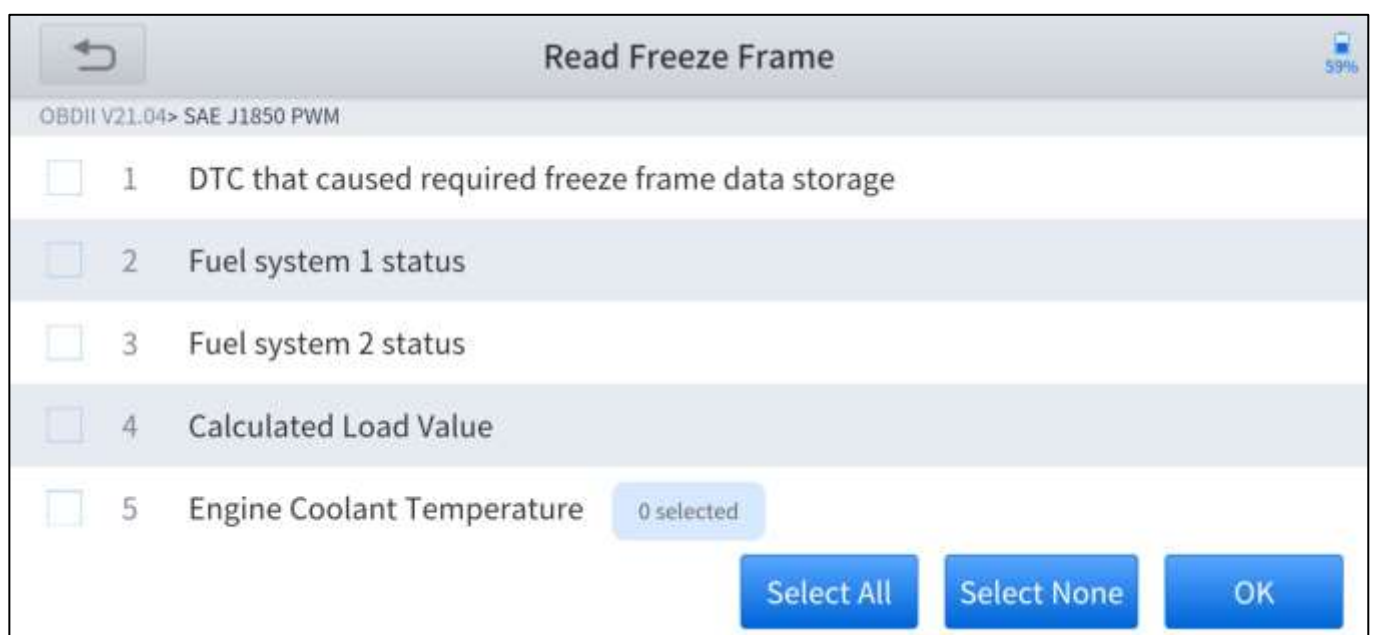 Read Freeze Frame
59%
OBDII V21.04> SAE J1850 PWM
1 DTC that caused required freeze frame data storage
2 Fuel system 1 status
3 Fuel system 2 status
4 Calculated Load Value
5 Engine Coolant Temperature 0 selected
Select All Select None OK